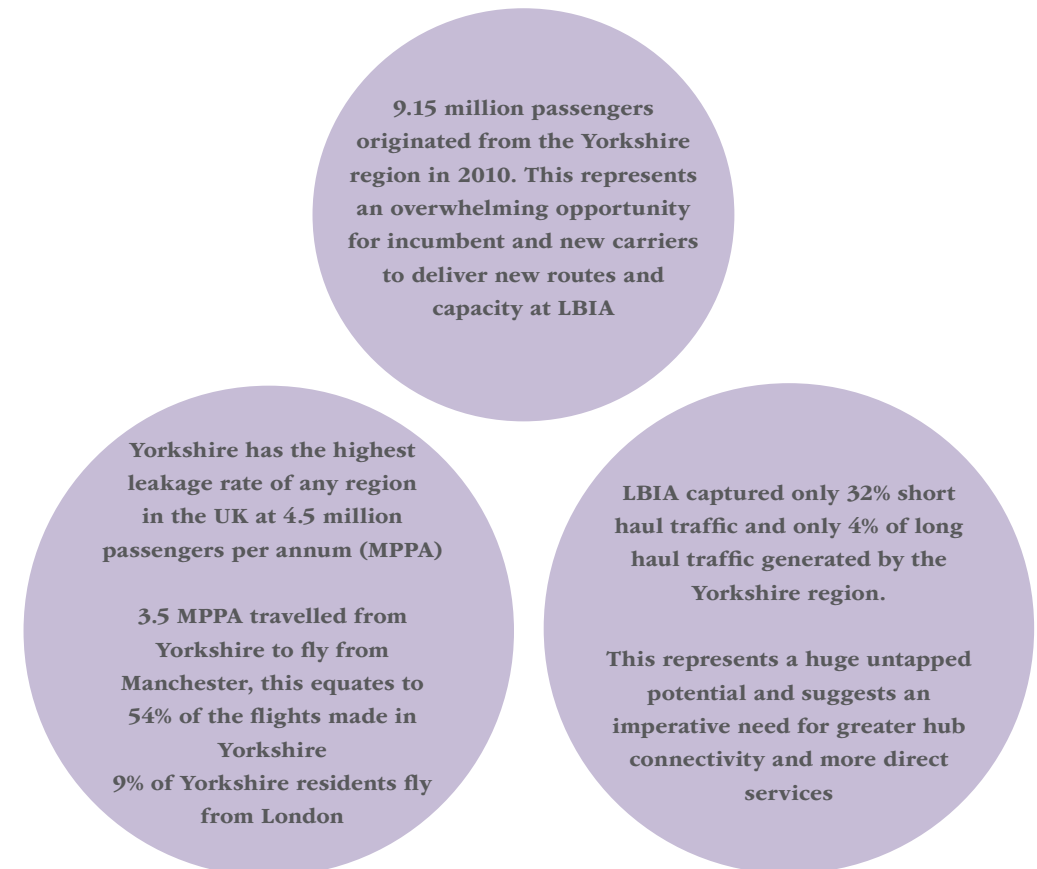 9.15 million passengers
originated from the Yorkshire
region in 2010. This represents
an overwhelming opportunity
for incumbent and new carriers
to deliver new routes and
capacity at LBIA
Yorkshire has the highest
leakage rate of any region
in the UK at 4.5 million
passengers per annum (MPPA)
3.5 MPPA travelled from
Yorkshire to fly from
Manchester, this equates to
54% of the flights made in
Yorkshire
9% of Yorkshire residents fly
from London
LBIA captured only 32% short
haul traffic and only 4% of long
haul traffic generated by the
Yorkshire region.
This represents a huge untapped
potential and suggests an
imperative need for greater hub
connectivity and more direct
services